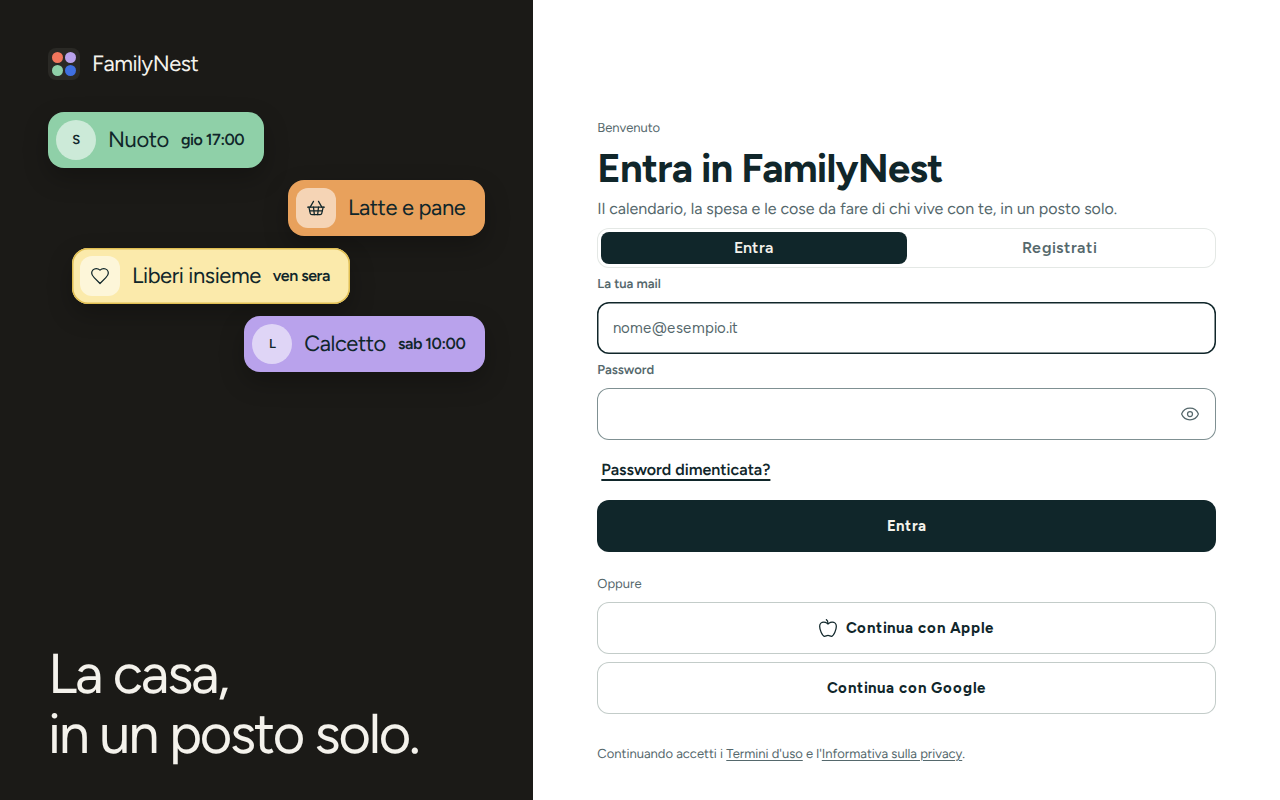 FamilyNest
S Nuoto gio 17:00
Latte e pane
Liberi insieme ven sera
L Calcetto sab 10:00
La casa,
in un posto solo.
Benvenuto
Entra in FamilyNest
Il calendario, la spesa e le cose da fare di chi vive con te, in un posto solo.
Entra Registrati
La tua mail
nome@esempio.it
Password
Password dimenticata?
Entra
Oppure
Continua con Apple
Continua con Google
Continuando accetti i Termini d'uso e l'Informativa sulla privacy.